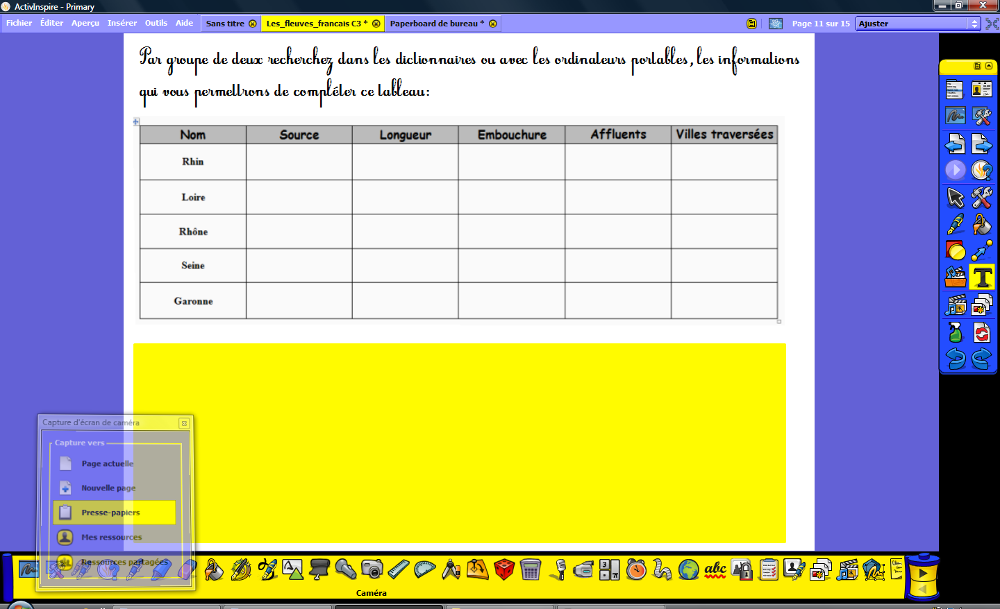 ActivInspire - Primary
Fichier Éditer Aperçu Insérer Outils Aide Sans titre Les_fleuves_francais C3 * Paperboard de bureau * Page 11 sur 15 Ajuster
Par groupe de deux recherchez dans les dictionnaires ou avec les ordinateurs portables, les informations
qui vous permettrons de compléter ce tableau:
Nom Source Longueur Embouchure Affluents Villes traversées
Rhin
Loire
Rhône
Seine
Garonne
Capture d'écran de caméra
Capture vers
Page actuelle
Nouvelle page
Presse-papiers
Mes ressources
Ressources partagées
abc
Caméra